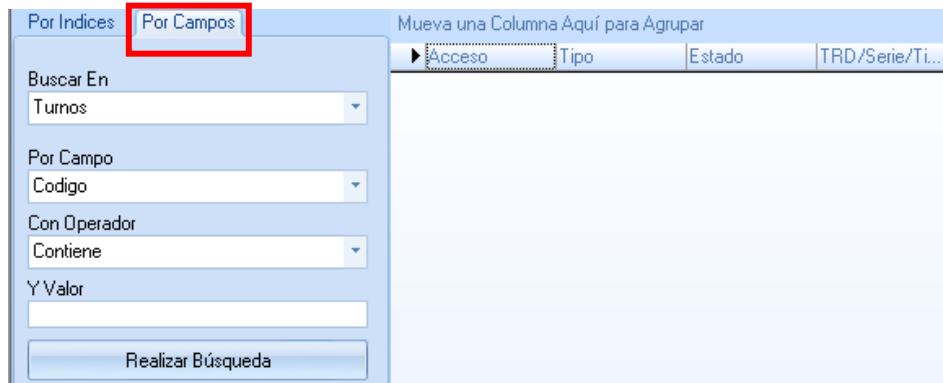 Por Indices Por Campos
Buscar En
Turnos
Por Campo
Codigo
Con Operador
Contiene
Y Valor
Realizar Búsqueda
Mueva una Columna Aquí para Agrupar
Acceso Tipo Estado TRD/Serie/Ti...